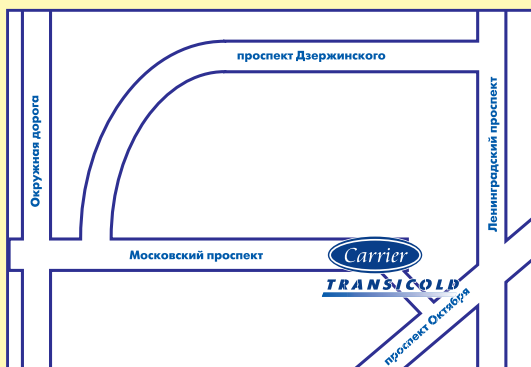 проспект Дзержинского
Окружная дорога
Ленинградский проспект
Московский проспект
Carrier
TRANSICOLD
проспект Октября